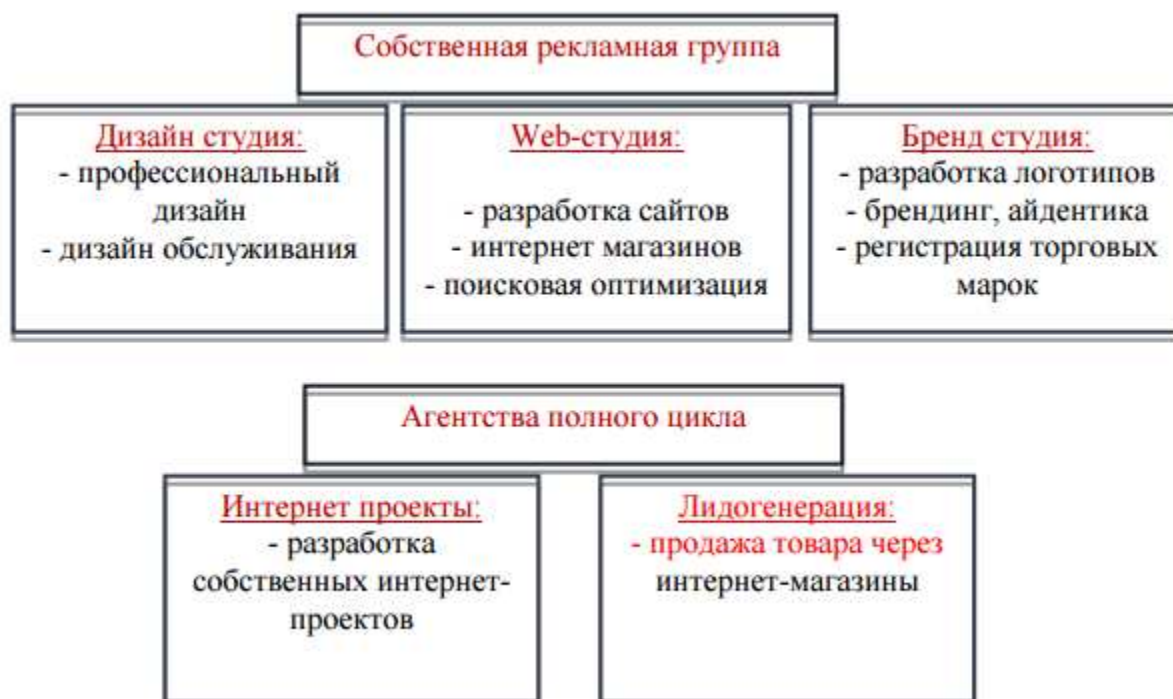 Собственная рекламная группа
Дизайн студия:
- профессиональный
дизайн
- дизайн обслуживания
Web-студия:
- разработка сайтов
- интернет магазинов
- поисковая оптимизация
Бренд студия:
- разработка логотипов
- брендинг, айдентика
- регистрация торговых
марок
Агентства полного цикла
Интернет проекты:
- разработка
собственных интернет-
проектов
Лидогенерация:
- продажа товара через
интернет-магазины